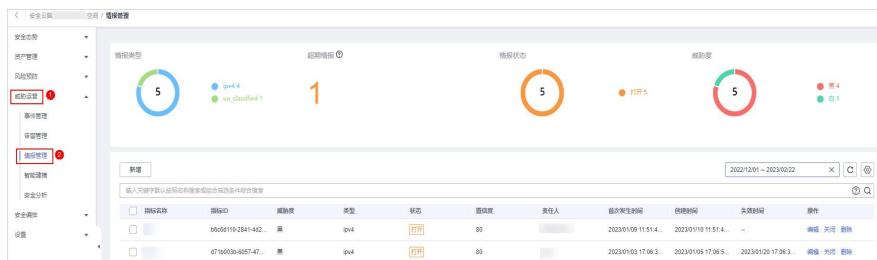 安全云脑 空间 / 情报管理
安全态势
资产管理
风险预防
威胁运营 1
事件管理
告警管理
情报管理 2
智能建模
安全分析
安全编排
设置
情报类型 超期情报 情报状态 威胁度
5 ipv4 4 un_classified 1
1
5 打开 5
5 黑 4 白 1
新增 2022/12/01 – 2023/02/22
输入关键字默认按照名称搜索或组合筛选条件综合搜索
指标名称 指标ID 威胁度 类型 状态 置信度 责任人 首次发生时间 创建时间 失效时间 操作
b6c6d110-2841-4d2... 黑 ipv4 打开 80 2023/01/09 11:51:4... 2023/01/10 11:51:4... -- 编辑 关闭 删除
d71b003b-6057-47... 黑 ipv4 打开 80 2023/01/03 17:06:3... 2023/01/05 17:06:5... 2023/01/20 17:06:3... 编辑 关闭 删除